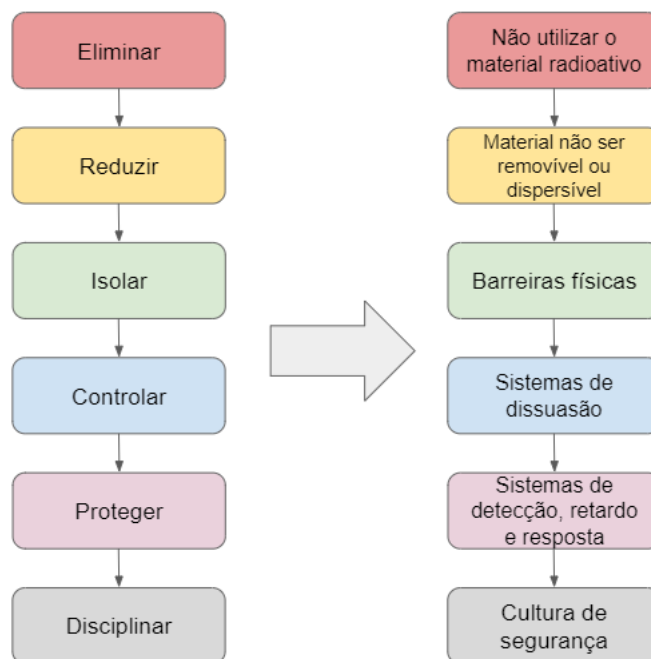 Eliminar
Reduzir
Isolar
Controlar
Proteger
Disciplinar
Não utilizar o
material radioativo
Material não ser
removível ou
dispersível
Barreiras físicas
Sistemas de
dissuasão
Sistemas de
detecção, retardo
e resposta
Cultura de
segurança